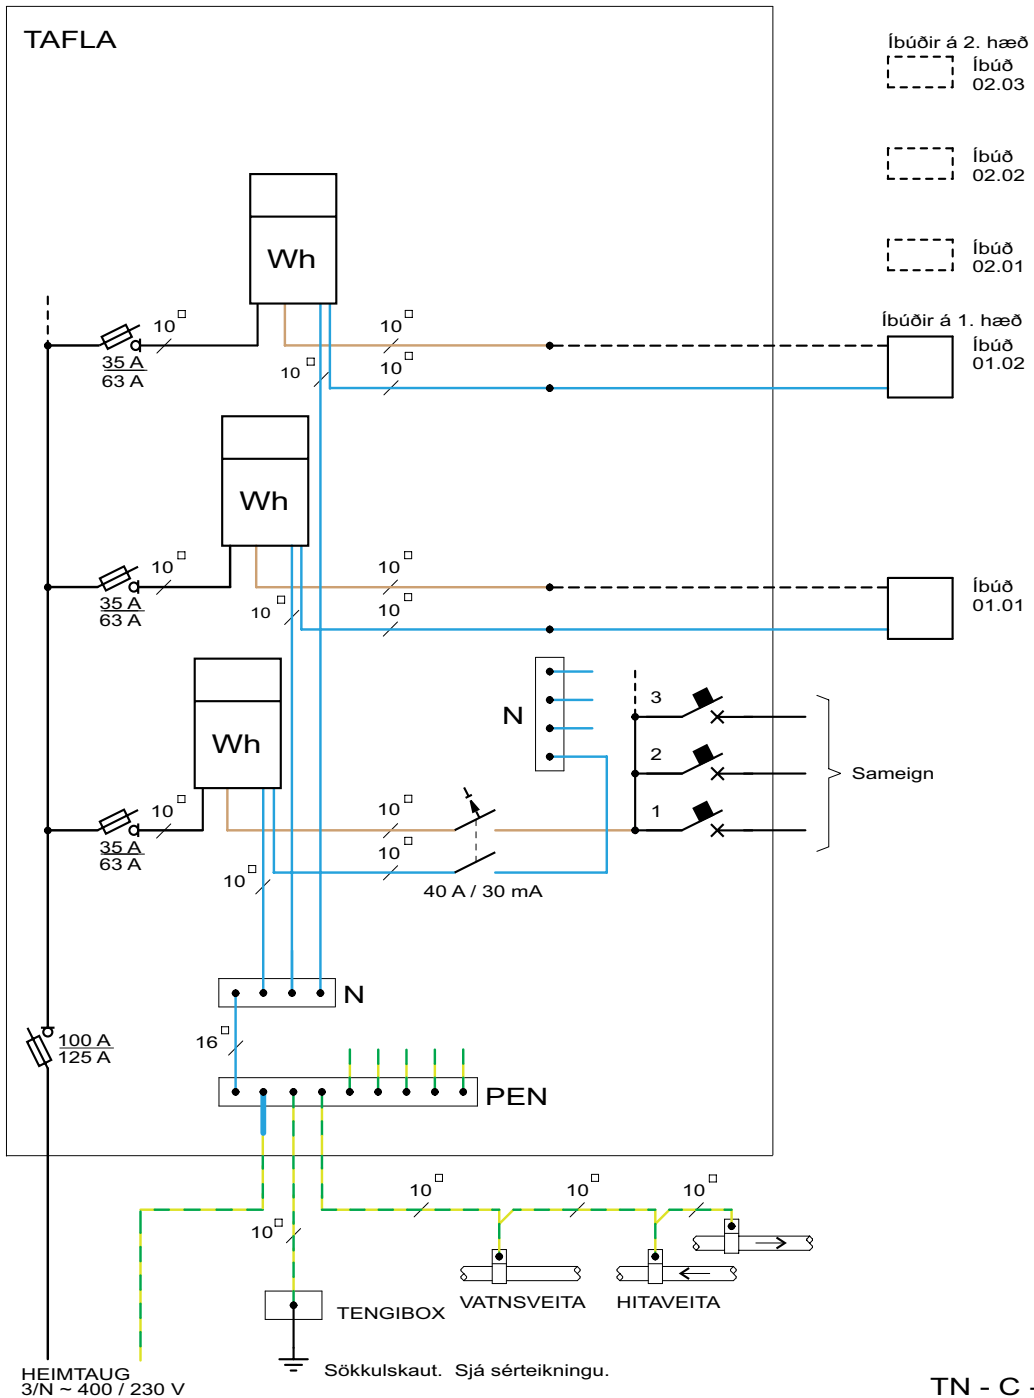 TAFLA
Íbúðir á 2. hæð
Íbúð
02.03
Íbúð
02.02
Íbúð
02.01
Wh
Íbúðir á 1. hæð
Íbúð
01.02
10
35 A
63 A
10
10
10
Wh
10
35 A
63 A
10
10
10
Íbúð
01.01
Wh
N
3
2
1
Sameign
10
35 A
63 A
10
10
10
40 A / 30 mA
N
100 A
125 A
16
PEN
10
10
10
10
VATNSVEITA
HITAVEITA
TENGIBOX
Sökkulskaut. Sjá sérteikningu.
HEIMTAUG
3/N ~ 400 / 230 V
TN - C -